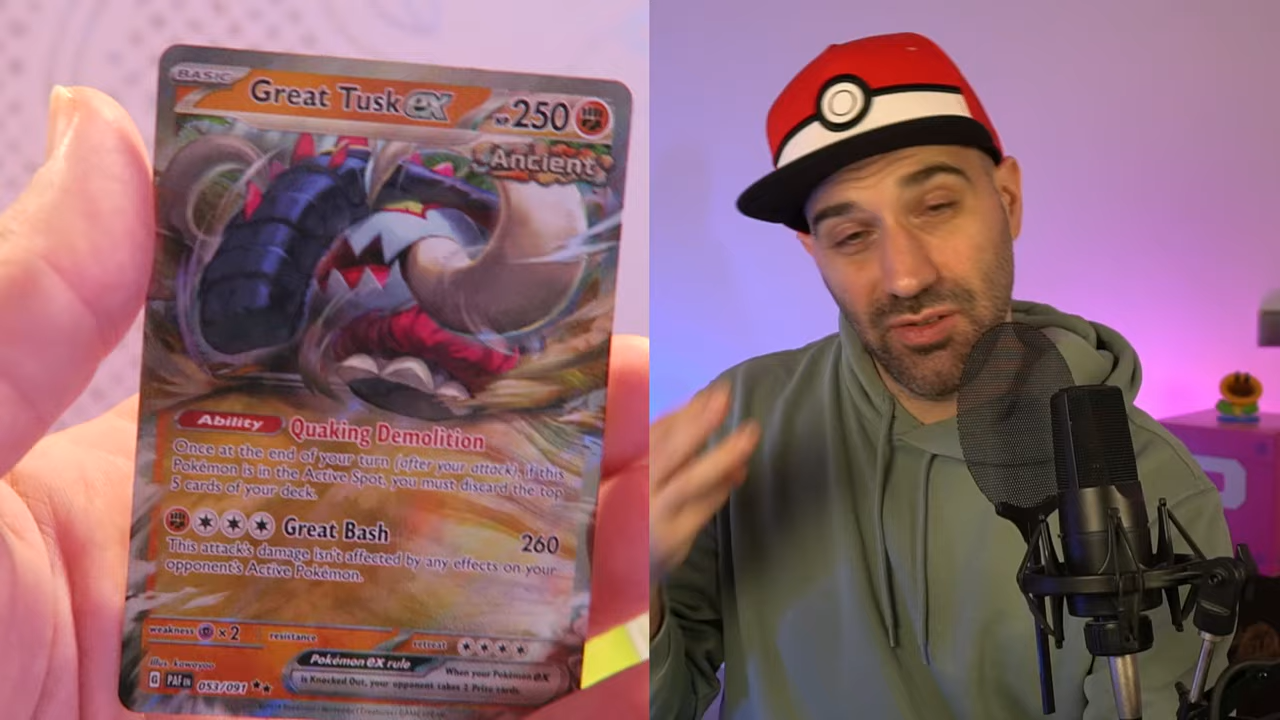 BASIC
Great Tusk ex HP 250
Ancient
Ability Quaking Demolition
Once at the end of your turn (after your attack), if this
Pokémon is in the Active Spot, you must discard the top
5 cards of your deck.
Great Bash 260
This attack's damage isn't affected by any effects on your
opponent's Active Pokémon.
weakness ×2 resistance retreat
Illus. kawayoo
Pokémon ex rule When your Pokémon ex
is Knocked Out, your opponent takes 2 Prize cards.
G PAF EN 053/091